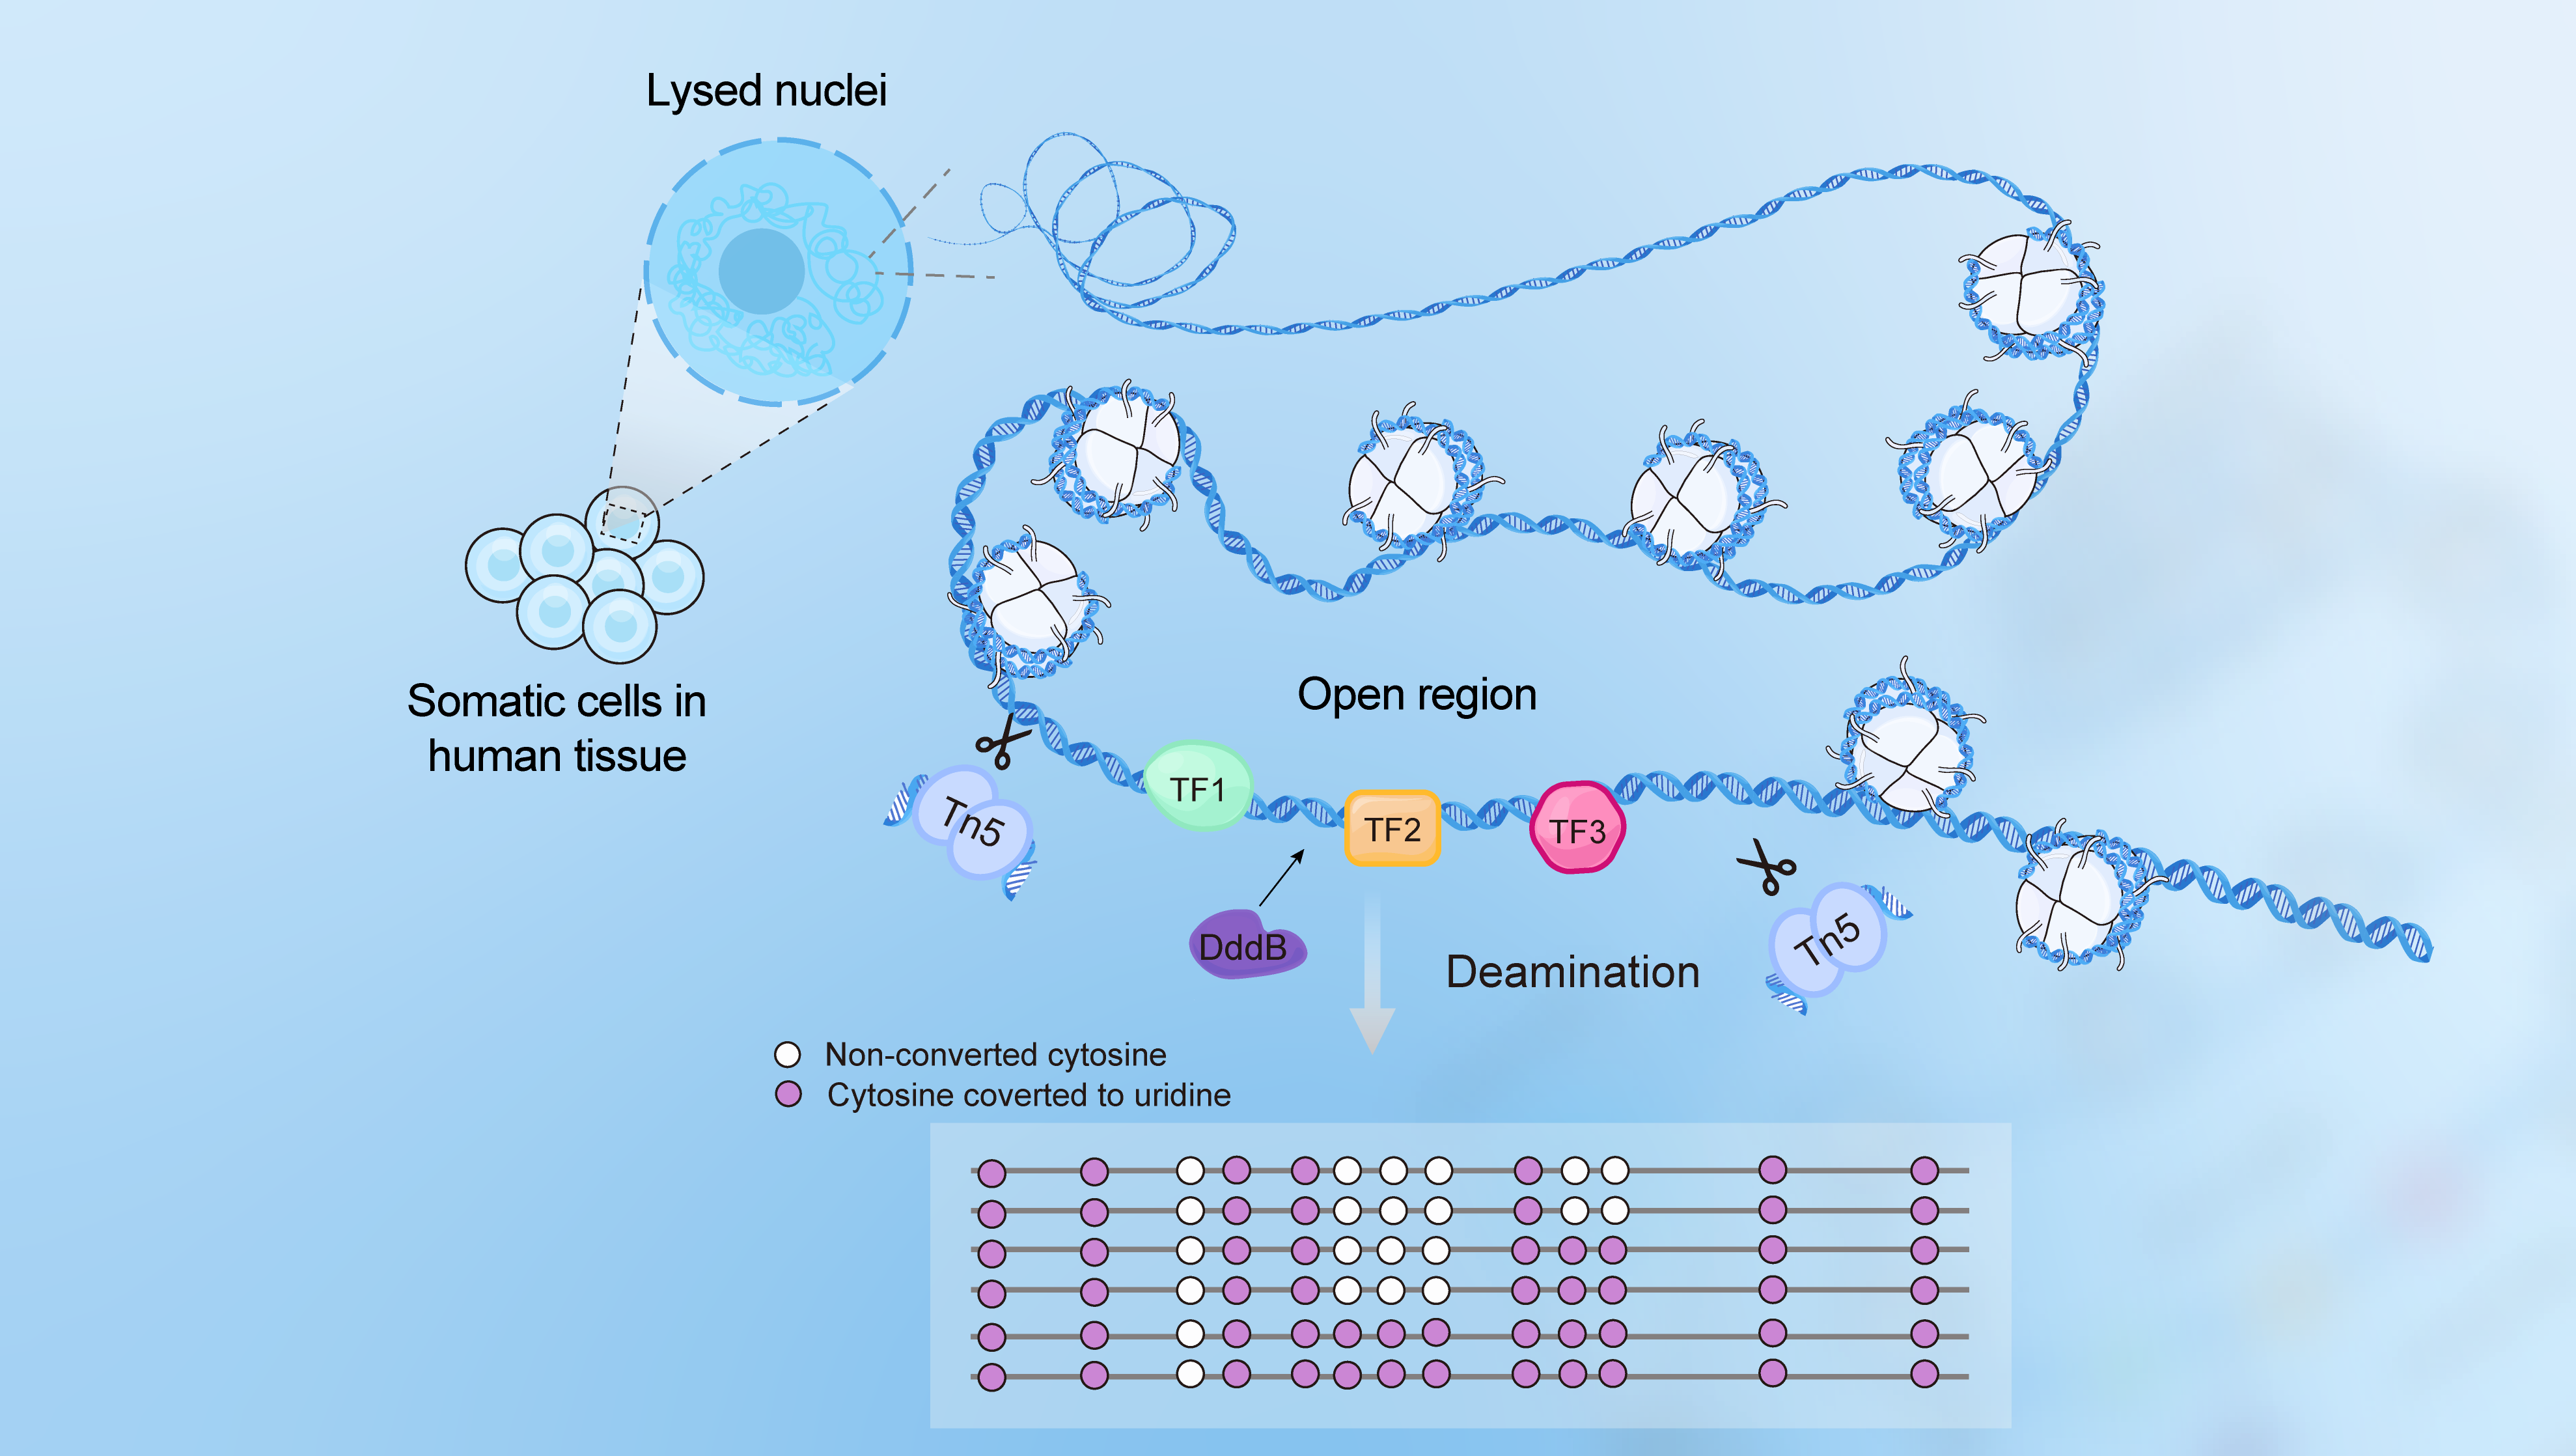 Lysed nuclei
Somatic cells in
human tissue
Open region
TF1
TF2
TF3
Tn5
DddB
Tn5
Deamination
Non-converted cytosine
Cytosine coverted to uridine